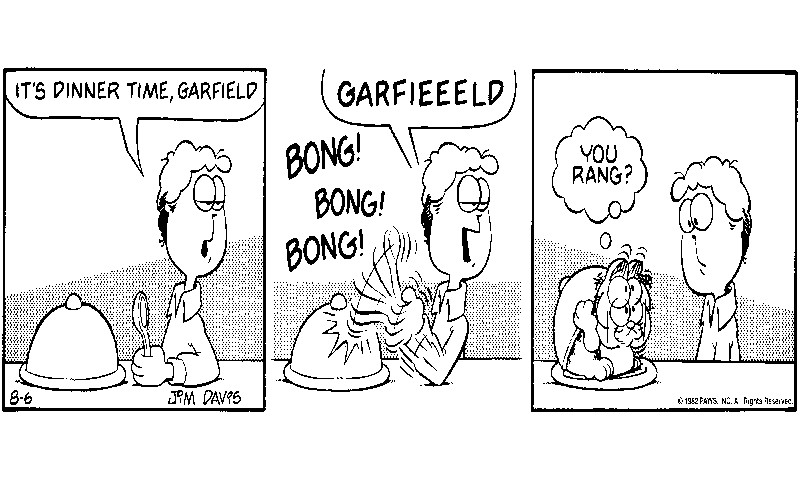 IT'S DINNER TIME, GARFIELD
8-6
JIM DAVIS
GARFIEEELD
BONG!
BONG!
BONG!
YOU
RANG?
© 1982 PAWS, INC. A Rights Reserved.